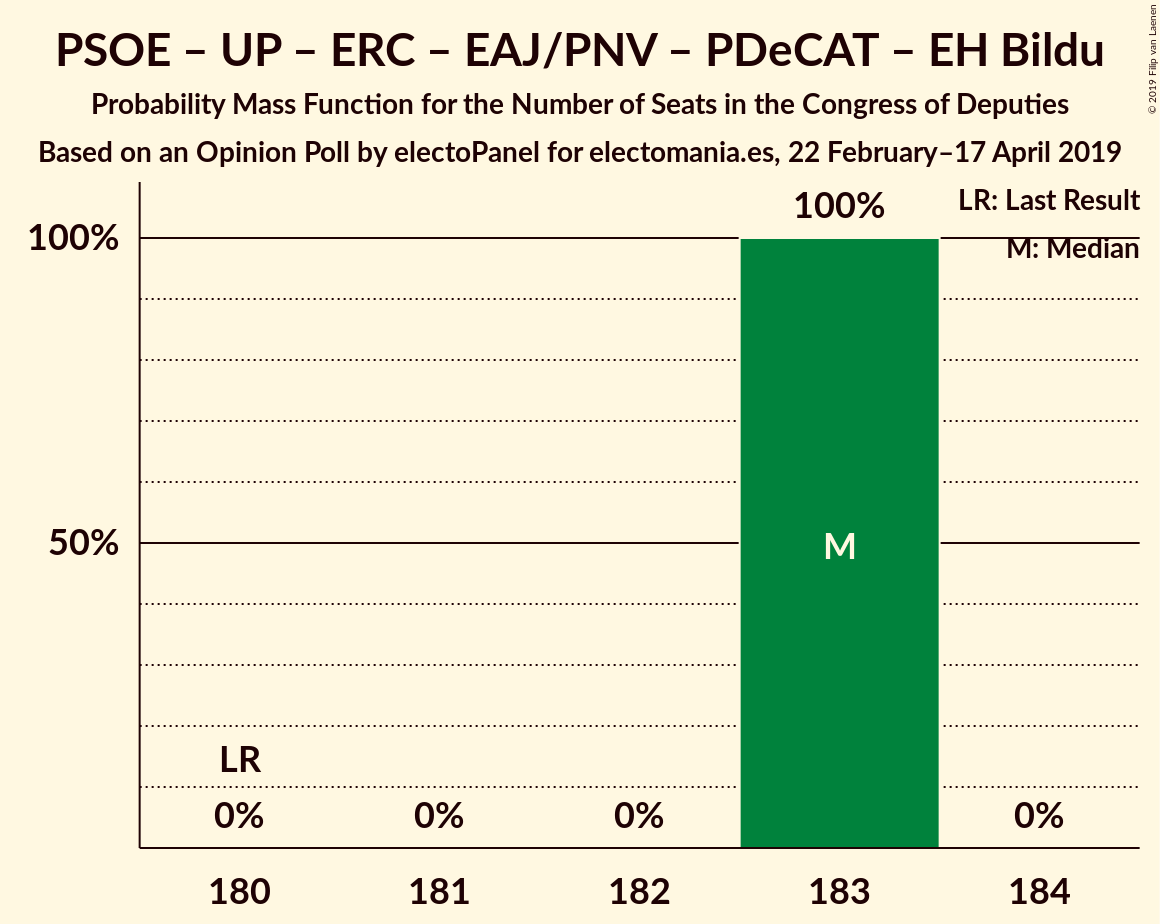 PSOE – UP – ERC – EAJ/PNV – PDeCAT – EH Bildu
Probability Mass Function for the Number of Seats in the Congress of Deputies
Based on an Opinion Poll by electoPanel for electomania.es, 22 February–17 April 2019
© 2019 Filip van Laenen
LR: Last Result
M: Median
100%
100%
50%
M
LR
0%
0%
0%
0%
180
181
182
183
184